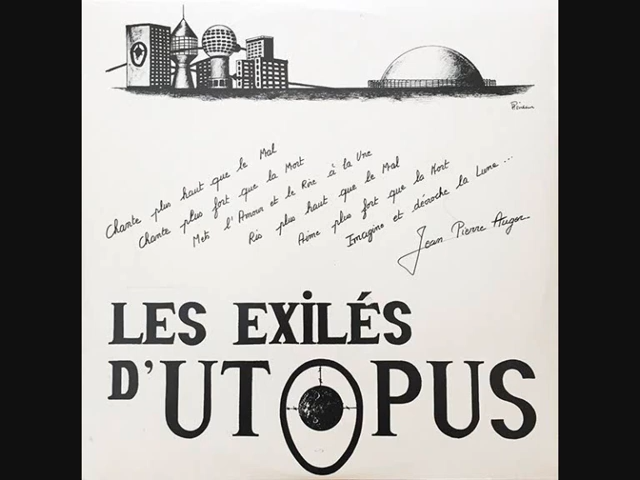 Chante plus haut que le Mal
Chante plus fort que la Mort
Mets l'Amour et le Rêve à la Une
Ris plus haut que le Mal
Aime plus fort que la Mort
Imagine et décroche la Lune...
Jean Pierre Auger
LES EXILÉS
D'UTOPUS